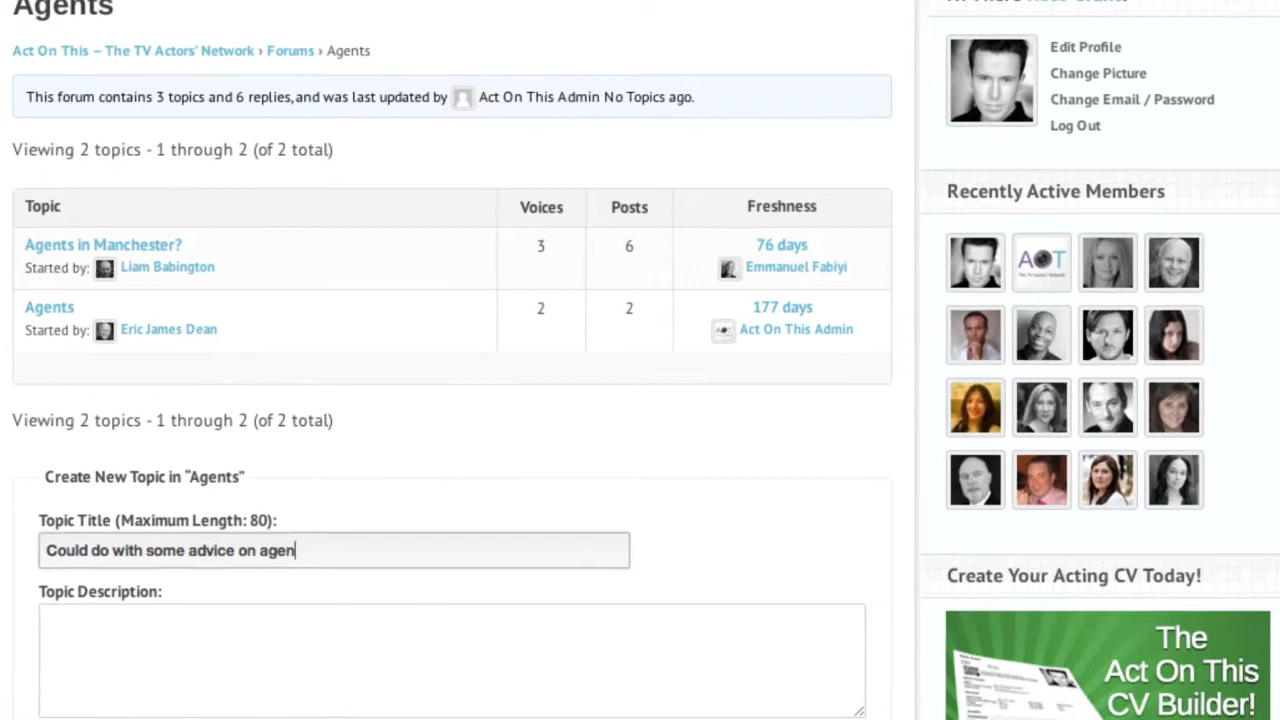 Agents
Act On This – The TV Actors' Network › Forums › Agents
This forum contains 3 topics and 6 replies, and was last updated by Act On This Admin No Topics ago.
Viewing 2 topics - 1 through 2 (of 2 total)
Topic Voices Posts Freshness
Agents in Manchester? 3 6 76 days
Started by: Liam Babington Emmanuel Fabiyi
Agents 2 2 177 days
Started by: Eric James Dean Act On This Admin
Viewing 2 topics - 1 through 2 (of 2 total)
Create New Topic in “Agents”
Topic Title (Maximum Length: 80):
Could do with some advice on agen
Topic Description:
Edit Profile
Change Picture
Change Email / Password
Log Out
Recently Active Members
AOT
Create Your Acting CV Today!
The
Act On This
CV Builder!